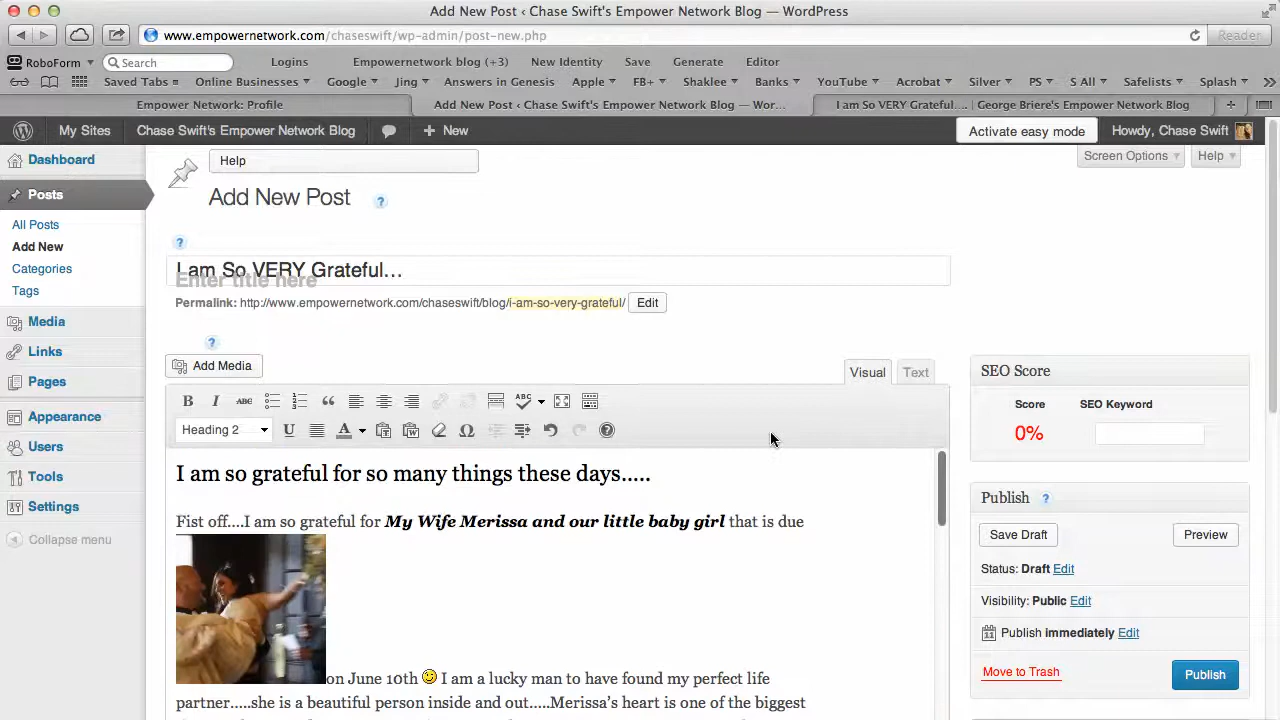 Add New Post ‹ Chase Swift's Empower Network Blog — WordPress
www.empowernetwork.com/chaseswift/wp-admin/post-new.php
Reader
RoboForm
Search
Logins
Empowernetwork blog (+3)
New Identity
Save
Generate
Editor
Saved Tabs
Online Businesses
Google
Jing
Answers in Genesis
Apple
FB+
Shaklee
Banks
YouTube
Acrobat
Silver
PS
S All
Safelists
Splash
Empower Network: Profile
Add New Post ‹ Chase Swift's Empower Network Blog — Wor...
I am So VERY Grateful…. | George Briere's Empower Network Blog
My Sites
Chase Swift's Empower Network Blog
New
Activate easy mode
Howdy, Chase Swift
Dashboard
Posts
All Posts
Add New
Categories
Tags
Media
Links
Pages
Appearance
Users
Tools
Settings
Collapse menu
Help
Screen Options
Help
Add New Post
?
?
I am So VERY Grateful…
Enter title here
Permalink: http://www.empowernetwork.com/chaseswift/blog/i-am-so-very-grateful/
Edit
?
Add Media
Visual
Text
B
I
ABC
ABC
Heading 2
U
A
Ω
?
I am so grateful for so many things these days.....
Fist off....I am so grateful for My Wife Merissa and our little baby girl that is due
on June 10th I am a lucky man to have found my perfect life
partner.....she is a beautiful person inside and out.....Merissa's heart is one of the biggest
SEO Score
Score
SEO Keyword
0%
Publish
?
Save Draft
Preview
Status: Draft Edit
Visibility: Public Edit
Publish immediately Edit
Move to Trash
Publish